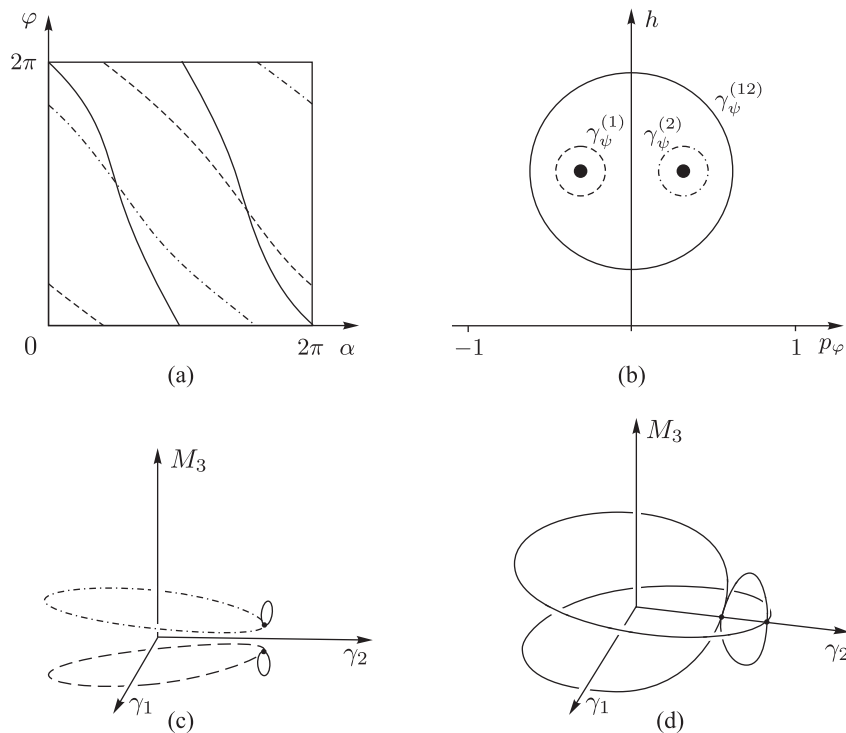 φ
2π
0
2π
α
(a)
h
γ_ψ^(12)
γ_ψ^(1)
γ_ψ^(2)
−1
1
p_φ
(b)
M_3
γ_2
γ_1
(c)
M_3
γ_2
γ_1
(d)